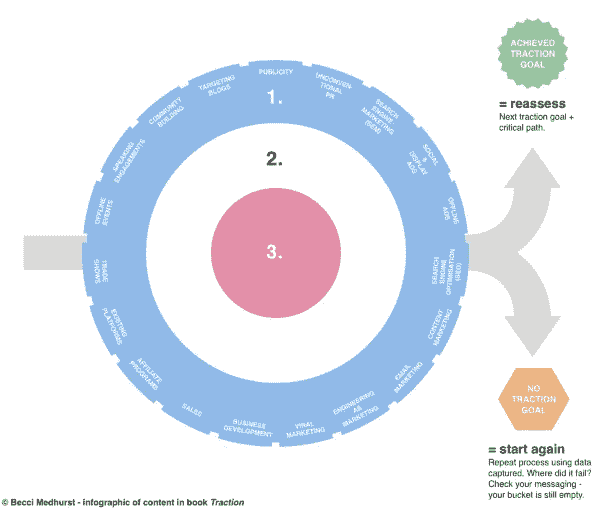 PUBLICITY
UNCONVEN-
TIONAL
PR
SEARCH
ENGINE
MARKETING
(SEM)
SOCIAL
&
DISPLAY
ADS
OFFLINE
ADS
SEARCH
ENGINE
OPTIMISATION
(SEO)
CONTENT
MARKETING
EMAIL
MARKETING
ENGINEERING
AS
MARKETING
VIRAL
MARKETING
BUSINESS
DEVELOPMENT
SALES
AFFILIATE
PROGRAMS
EXISTING
PLATFORMS
TRADE
SHOWS
OFFLINE
EVENTS
SPEAKING
ENGAGEMENTS
COMMUNITY
BUILDING
TARGETING
BLOGS
1.
2.
3.
ACHIEVED
TRACTION
GOAL
= reassess
Next traction goal +
critical path.
NO
TRACTION
GOAL
= start again
Repeat process using data
captured. Where did it fail?
Check your messaging -
your bucket is still empty.
© Becci Medhurst - infographic of content in book Traction